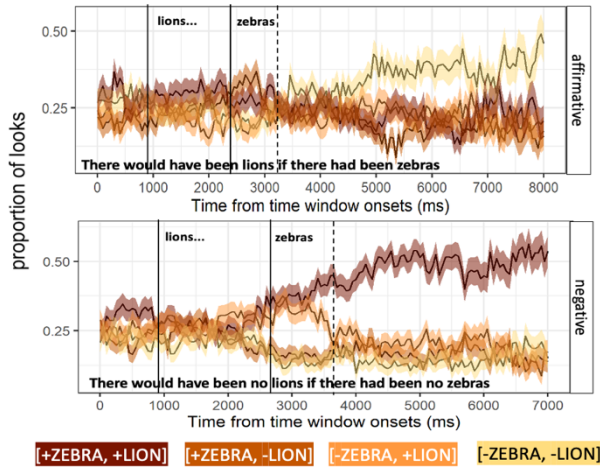 lions... zebras
0.50
0.25
affirmative
There would have been lions if there had been zebras
0 1000 2000 3000 4000 5000 6000 7000 8000
Time from time window onsets (ms)
proportion of looks
lions... zebras
0.50
0.25
negative
There would have been no lions if there had been no zebras
0 1000 2000 3000 4000 5000 6000 7000
Time from time window onsets (ms)
[+ZEBRA, +LION] [+ZEBRA, -LION] [-ZEBRA, +LION] [-ZEBRA, -LION]